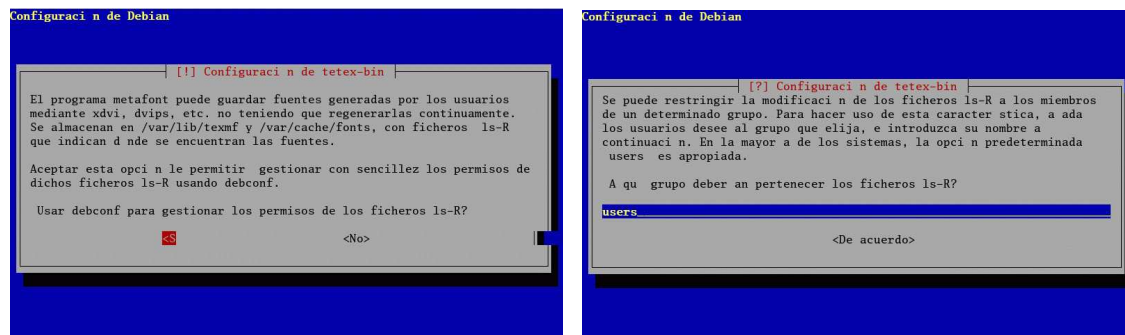 Configuraci n de Debian
[!] Configuraci n de tetex-bin
El programa metafont puede guardar fuentes generadas por los usuarios
mediante xdvi, dvips, etc. no teniendo que regenerarlas continuamente.
Se almacenan en /var/lib/texmf y /var/cache/fonts, con ficheros  ls-R
que indican d nde se encuentran las fuentes.
Aceptar esta opci n le permitir  gestionar con sencillez los permisos de
dichos ficheros ls-R usando debconf.
Usar debconf para gestionar los permisos de los ficheros ls-R?
<S
<No>
Configuraci n de Debian
[?] Configuraci n de tetex-bin
Se puede restringir la modificaci n de los ficheros ls-R a los miembros
de un determinado grupo. Para hacer uso de esta caracter stica, a ada
los usuarios desee al grupo que elija, e introduzca su nombre a
continuaci n. En la mayor a de los sistemas, la opci n predeterminada
users  es apropiada.
A qu  grupo deber an pertenecer los ficheros ls-R?
users
<De acuerdo>